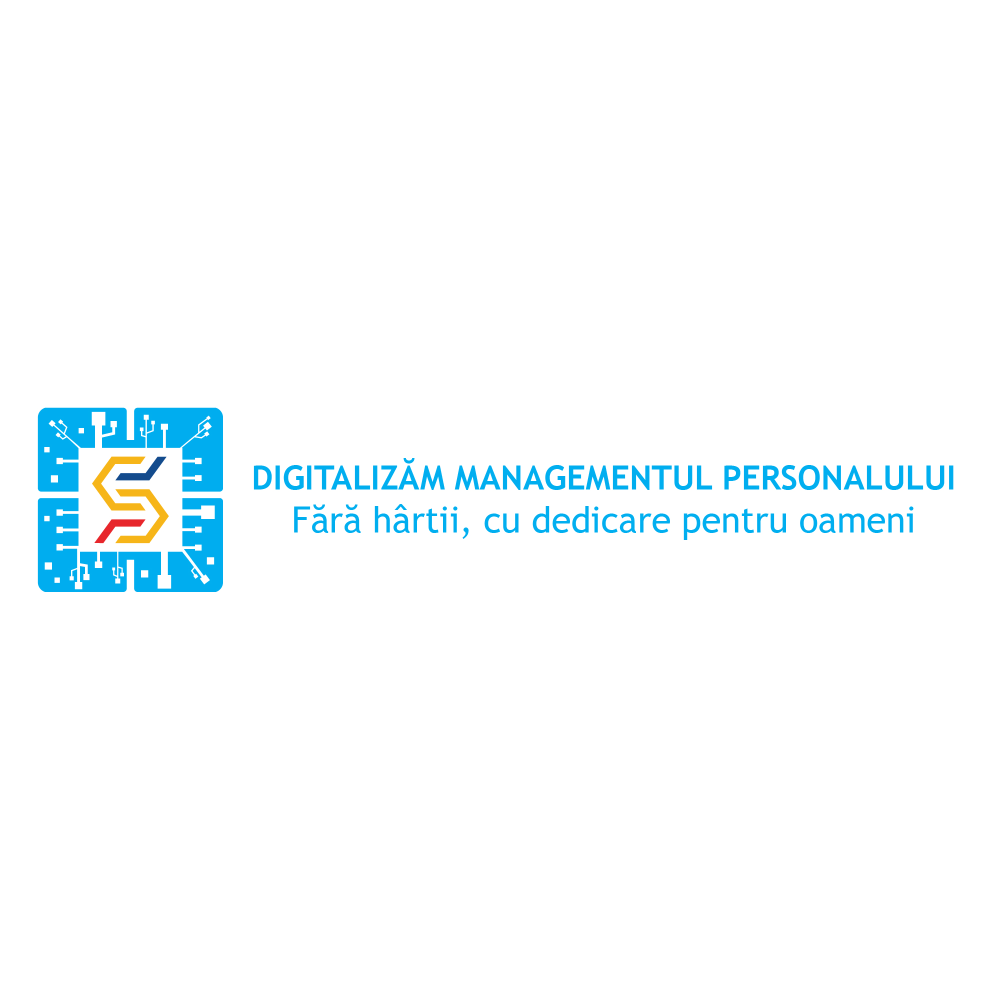 DIGITALIZĂM MANAGEMENTUL PERSONALULUI
Fără hârtii, cu dedicare pentru oameni